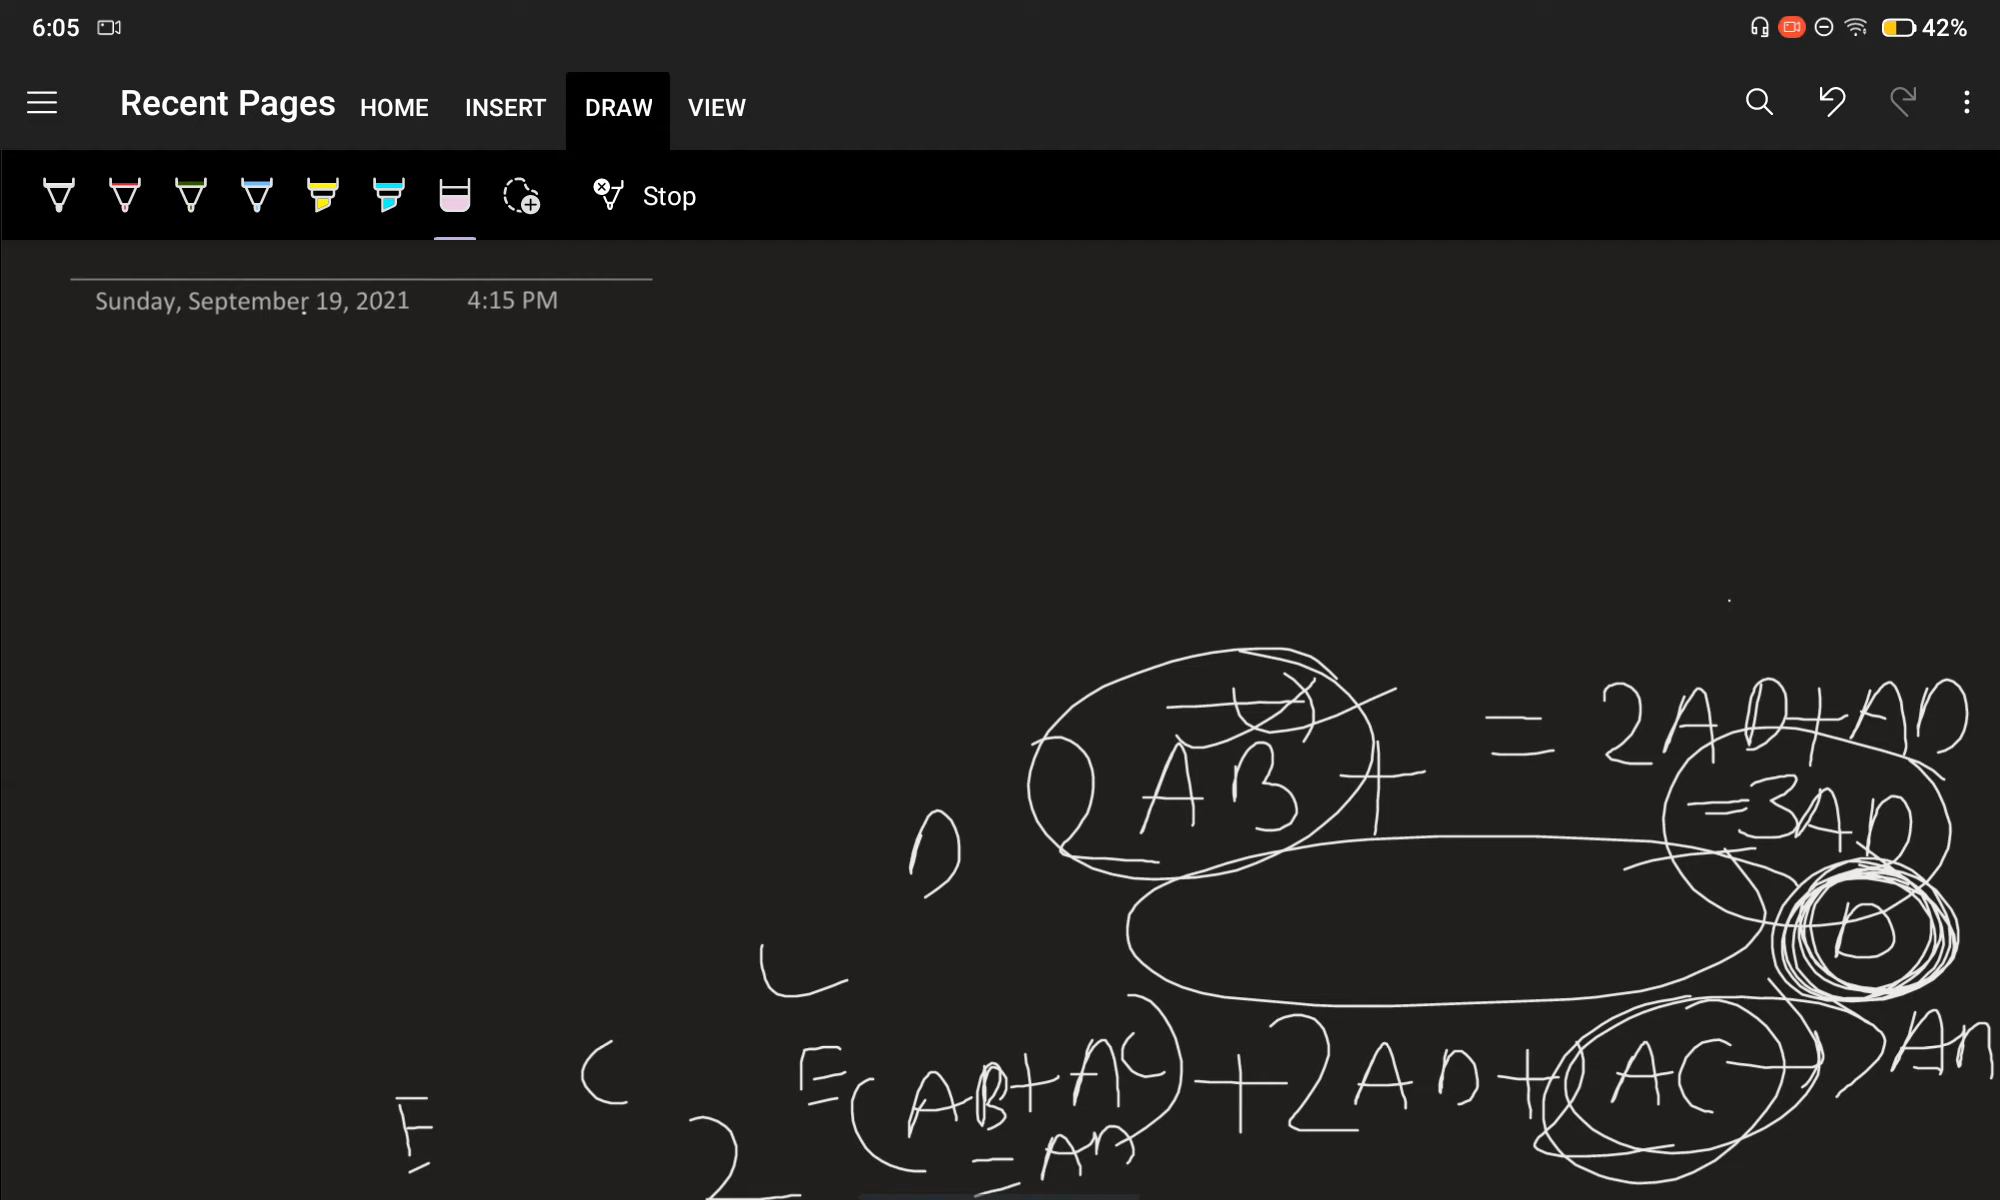 6:05 42%
Recent Pages HOME INSERT DRAW VIEW
Stop
Sunday, September 19, 2021 4:15 PM
= 2AD+AD
AB+
=3AD
D
D
C
=(AB+AC)+2AD+(AC
E
2
=AD